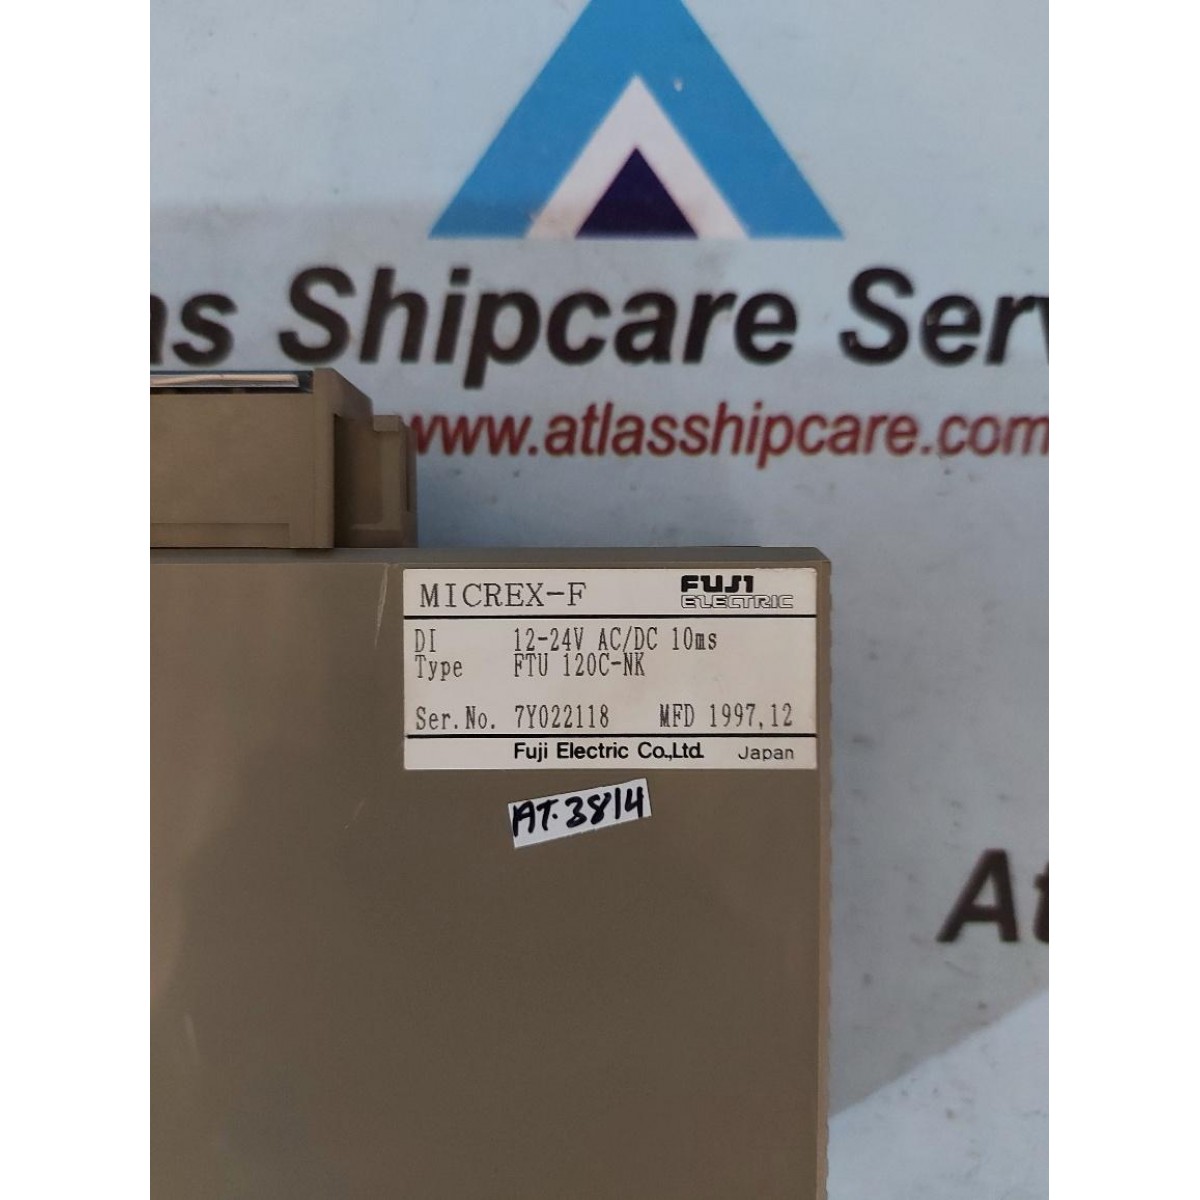 as Shipcare Serv
www.atlasshipcare.com
MICREX-F FUJI ELECTRIC
DI 12-24V AC/DC 10ms
Type FTU 120C-NK
Ser.No. 7Y022118 MFD 1997,12
Fuji Electric Co.,Ltd. Japan
AT-3814
At